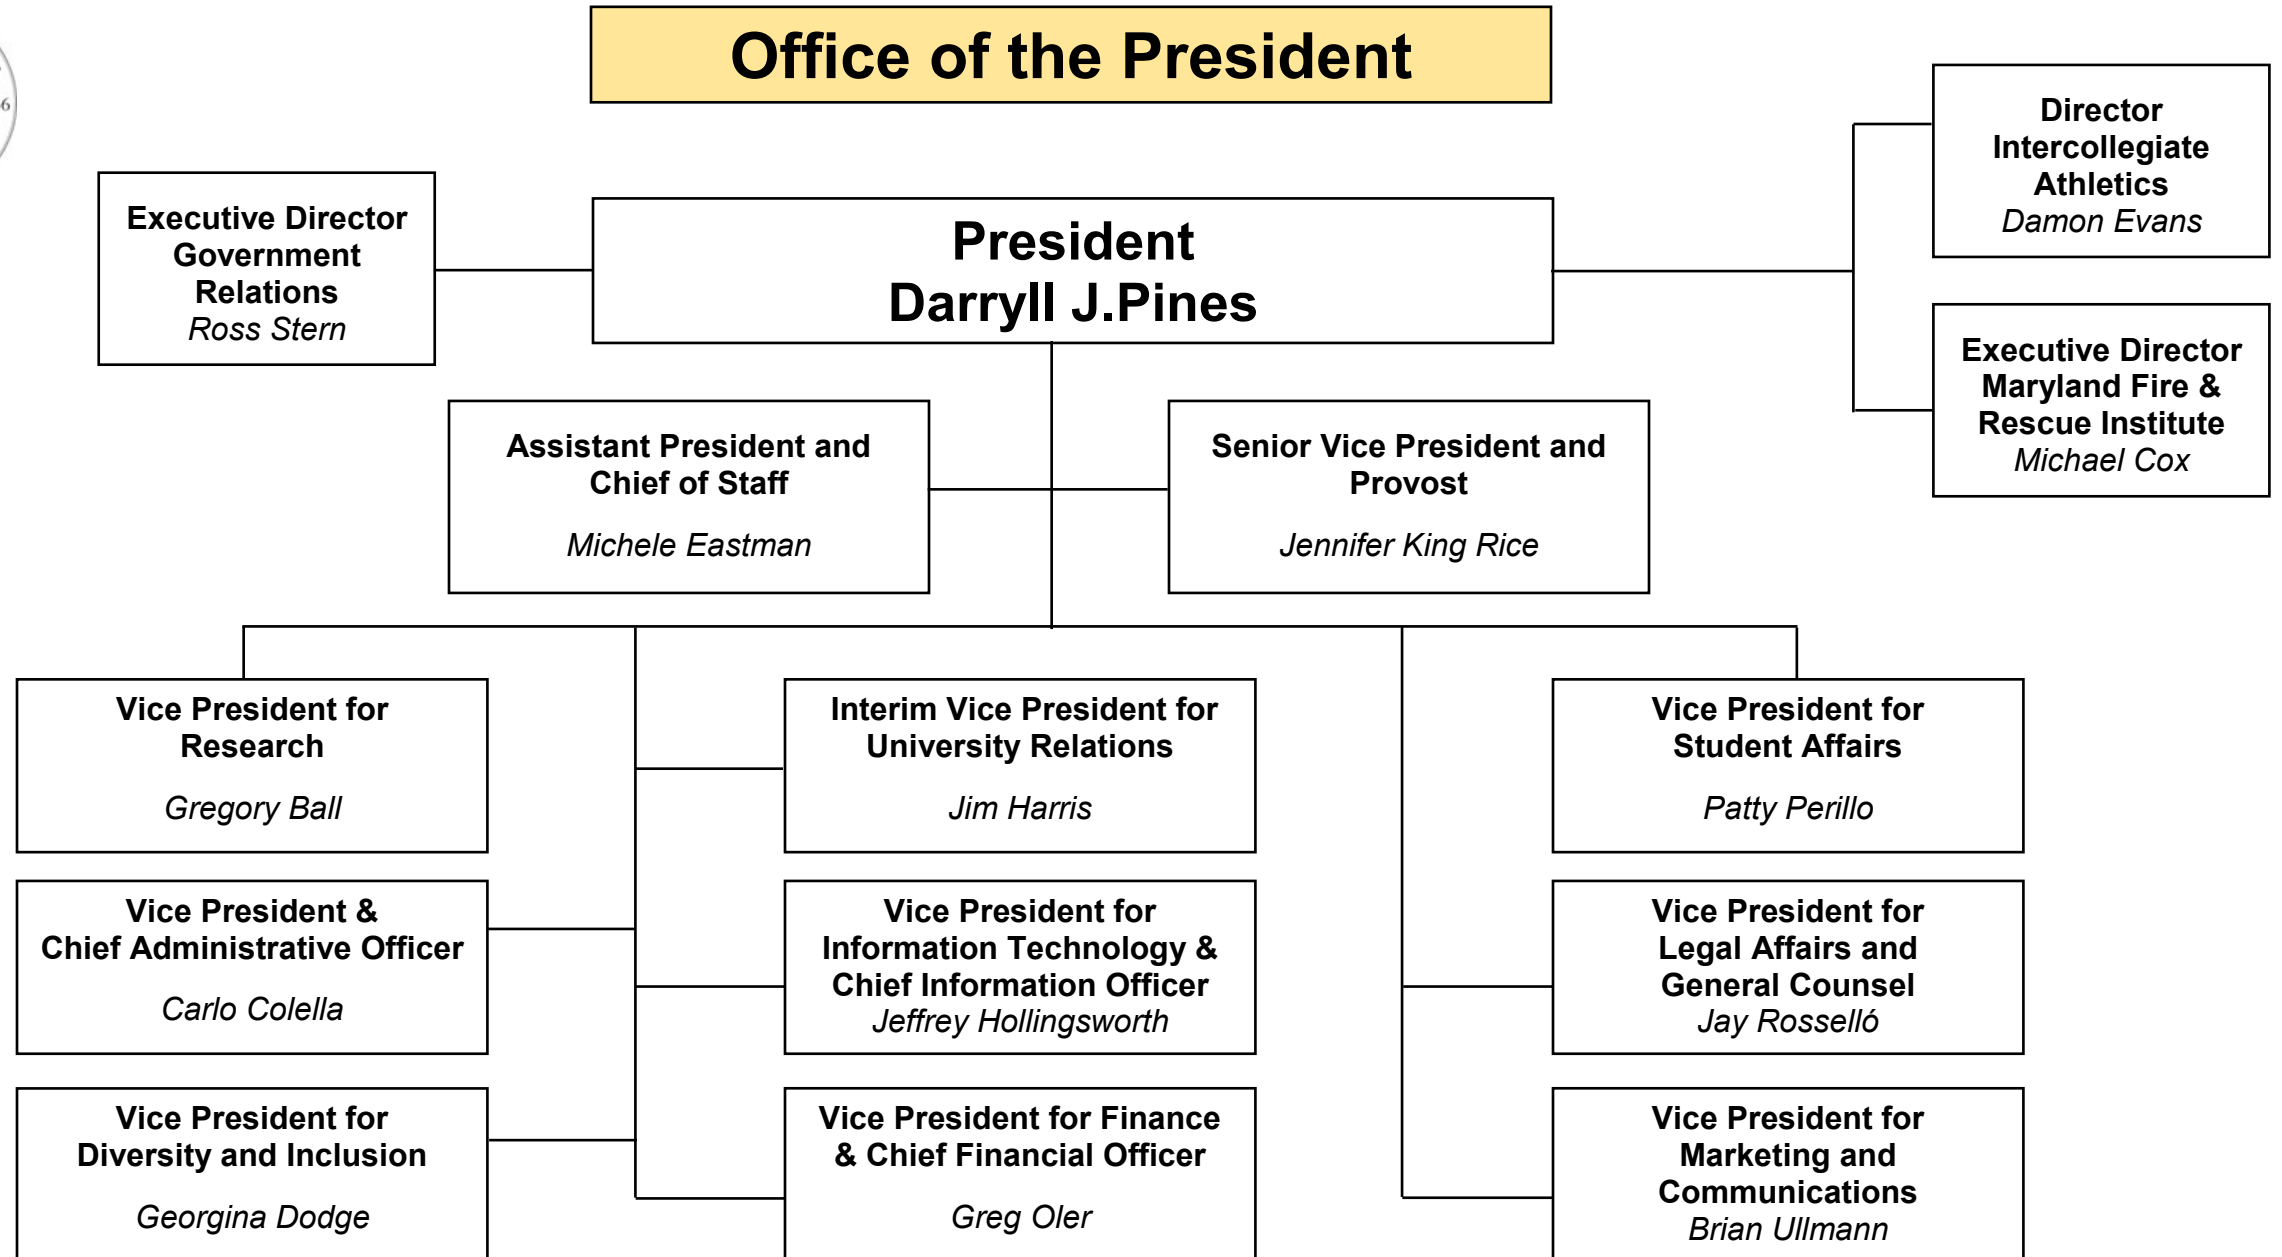 Office of the President
6
Director
Intercollegiate
Athletics
Damon Evans
Executive Director
Government
Relations
Ross Stern
President
Darryll J.Pines
Executive Director
Maryland Fire &
Rescue Institute
Michael Cox
Assistant President and
Chief of Staff
Michele Eastman
Senior Vice President and
Provost
Jennifer King Rice
Vice President for
Research
Gregory Ball
Interim Vice President for
University Relations
Jim Harris
Vice President for
Student Affairs
Patty Perillo
Vice President &
Chief Administrative Officer
Carlo Colella
Vice President for
Information Technology &
Chief Information Officer
Jeffrey Hollingsworth
Vice President for
Legal Affairs and
General Counsel
Jay Rosselló
Vice President for
Diversity and Inclusion
Georgina Dodge
Vice President for Finance
& Chief Financial Officer
Greg Oler
Vice President for
Marketing and
Communications
Brian Ullmann